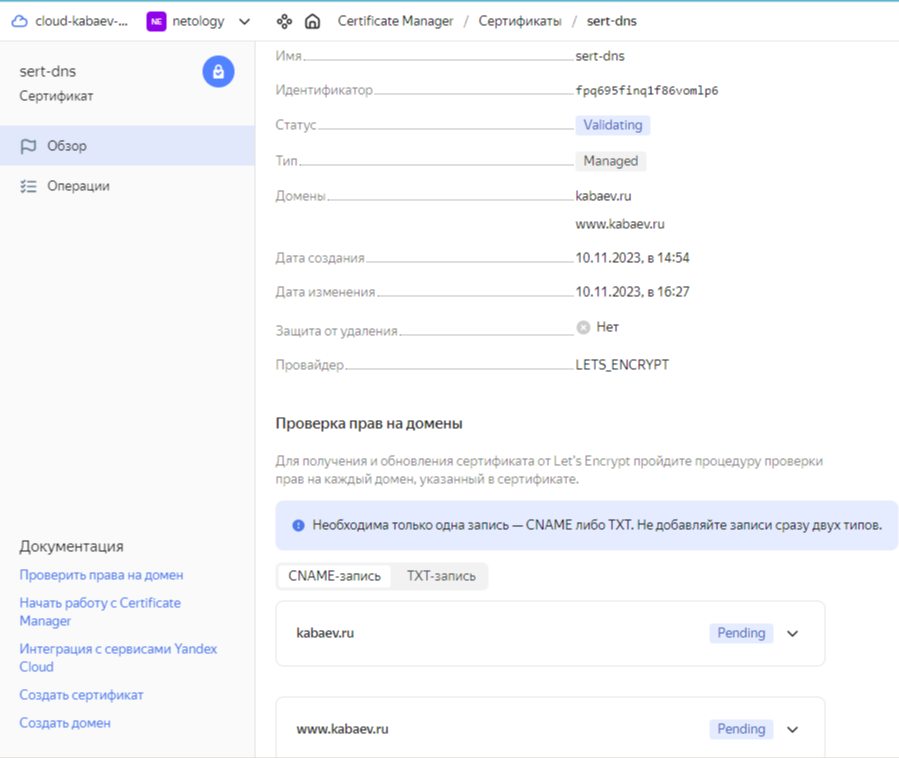 cloud-kabaev-...
NE netology
Certificate Manager / Сертификаты / sert-dns
sert-dns
Сертификат
Обзор
Операции
Документация
Проверить права на домен
Начать работу с Certificate
Manager
Интеграция с сервисами Yandex
Cloud
Создать сертификат
Создать домен
Имя sert-dns
Идентификатор fpq695finq1f86vomlp6
Статус Validating
Тип Managed
Домены kabaev.ru
www.kabaev.ru
Дата создания 10.11.2023, в 14:54
Дата изменения 10.11.2023, в 16:27
Защита от удаления Нет
Провайдер LETS_ENCRYPT
Проверка прав на домены
Для получения и обновления сертификата от Let's Encrypt пройдите процедуру проверки
прав на каждый домен, указанный в сертификате.
Необходима только одна запись — CNAME либо TXT. Не добавляйте записи сразу двух типов.
CNAME-запись TXT-запись
kabaev.ru Pending
www.kabaev.ru Pending